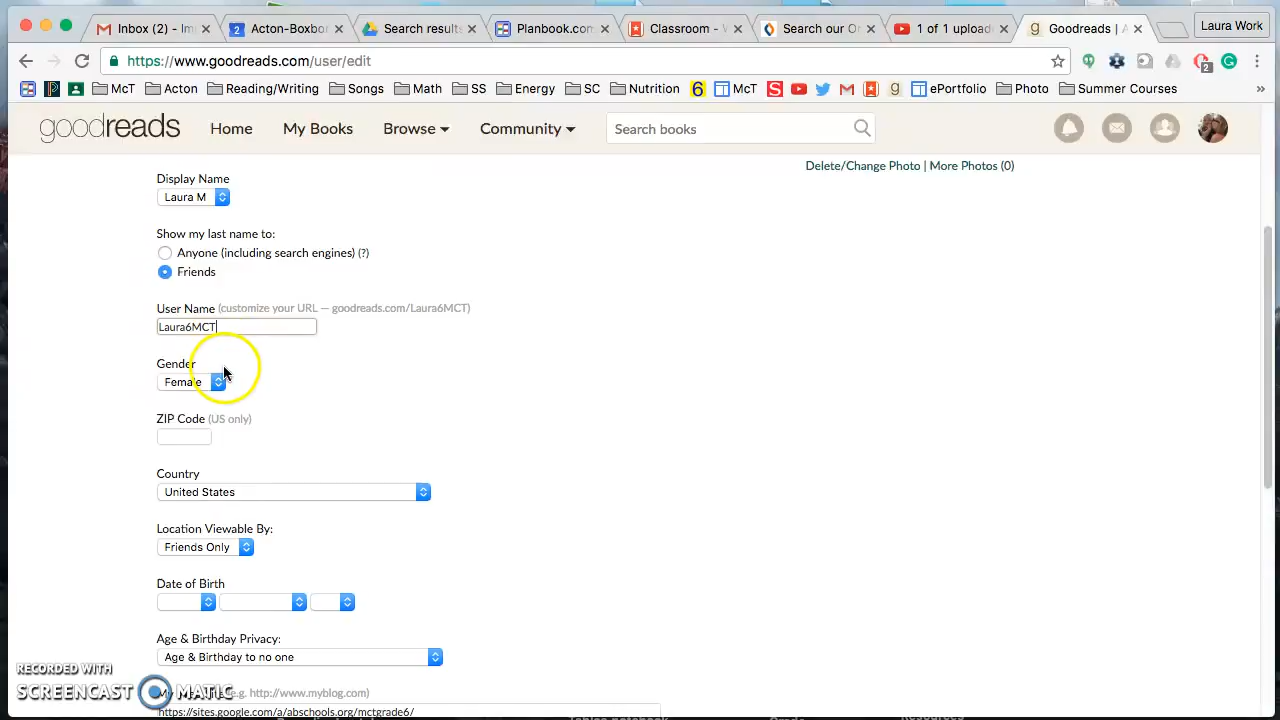 Inbox (2) - Im
Acton-Boxbor
Search results
Planbook.com
Classroom - W
Search our O
1 of 1 upload
Goodreads | A
Laura Work
https://www.goodreads.com/user/edit
McT
Acton
Reading/Writing
Songs
Math
SS
Energy
SC
Nutrition
6
McT
ePortfolio
Photo
Summer Courses
»
goodreads
Home
My Books
Browse
Community
Search books
Delete/Change Photo | More Photos (0)
Display Name
Laura M
Show my last name to:
Anyone (including search engines) (?)
Friends
User Name (customize your URL — goodreads.com/Laura6MCT)
Laura6MCT
Gender
Female
ZIP Code (US only)
Country
United States
Location Viewable By:
Friends Only
Date of Birth
Age & Birthday Privacy:
Age & Birthday to no one
(e.g. http://www.myblog.com)
https://sites.google.com/a/abschools.org/mctgrade6/
RECORDED WITH
SCREENCAST MATIC